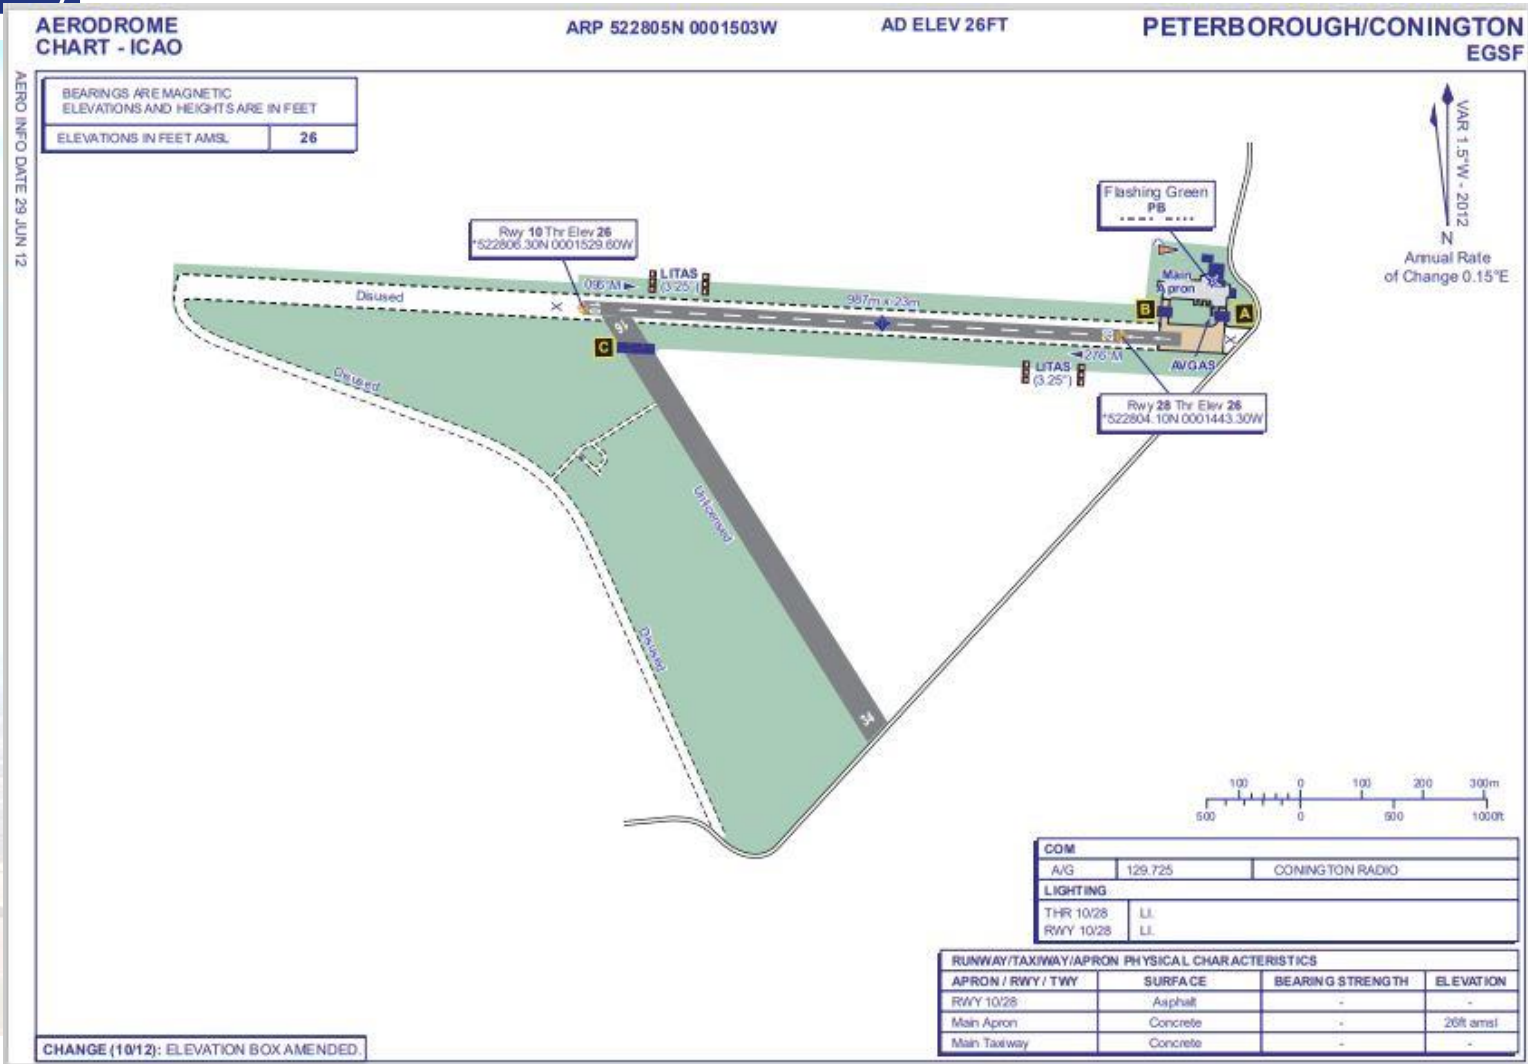 AERODROME
CHART - ICAO
ARP 522805N 0001503W
AD ELEV 26FT
PETERBOROUGH/CONINGTON
EGSF
AERO INFO DATE 29 JUN 12
BEARINGS ARE MAGNETIC
ELEVATIONS AND HEIGHTS ARE IN FEET
ELEVATIONS IN FEET AMSL 26
VAR 1.5°W - 2012
N
Annual Rate
of Change 0.15°E
Flashing Green
PB
Rwy 10 Thr Elev 26
*522806.30N 0001529.60W
Main
Apron
LITAS
(3.25°)
096°M
Disused
X
987m x 23m
B
A
C
X
276°M
AVGAS
LITAS
(3.25°)
Rwy 28 Thr Elev 26
*522804.10N 0001443.30W
Disused
Unlicensed
Disused
34
100 0 100 200 300m
500 0 500 1000ft
COM
A/G 129.725 CONINGTON RADIO
LIGHTING
THR 10/28 LI.
RWY 10/28 LI.
RUNWAY/TAXIWAY/APRON PHYSICAL CHARACTERISTICS
APRON / RWY / TWY SURFACE BEARING STRENGTH ELEVATION
RWY 10/28 Asphalt - -
Main Apron Concrete - 26ft amsl
Main Taxiway Concrete - -
CHANGE (10/12): ELEVATION BOX AMENDED.